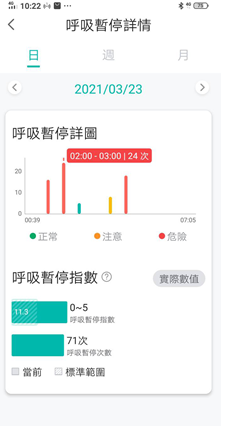 10:22
呼吸暫停詳情
日 週 月
2021/03/23
呼吸暫停詳圖
02:00 - 03:00 | 24 次
20
10
0
00:39 07:05
正常 注意 危險
呼吸暫停指數 ? 實際數值
11.3 0~5
呼吸暫停指數
71次
呼吸暫停次數
當前 標準範圍